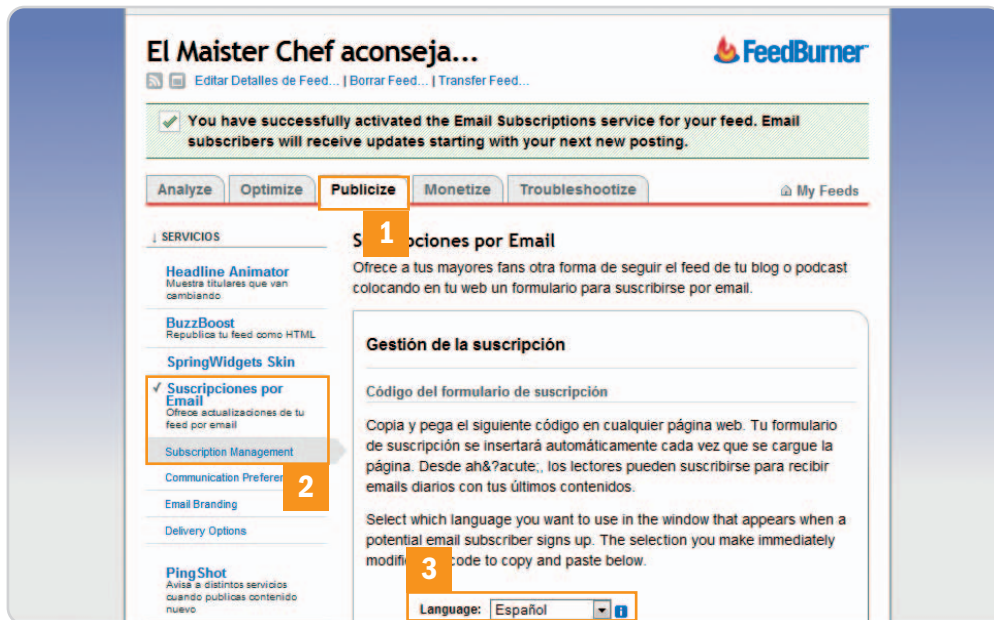 El Maister Chef aconseja...
FeedBurner™
Editar Detalles de Feed... | Borrar Feed... | Transfer Feed...
You have successfully activated the Email Subscriptions service for your feed. Email
subscribers will receive updates starting with your next new posting.
Analyze Optimize Publicize Monetize Troubleshootize My Feeds
1
↓ SERVICIOS
Headline Animator
Muestra titulares que van
cambiando
BuzzBoost
Republica tu feed como HTML
SpringWidgets Skin
✓ Suscripciones por
Email
Ofrece actualizaciones de tu
feed por email
Subscription Management
Communication Preferen
2
Email Branding
Delivery Options
PingShot
Avisa a distintos servicios
cuando publicas contenido
nuevo
S pciones por Email
Ofrece a tus mayores fans otra forma de seguir el feed de tu blog o podcast
colocando en tu web un formulario para suscribirse por email.
Gestión de la suscripción
Código del formulario de suscripción
Copia y pega el siguiente código en cualquier página web. Tu formulario
de suscripción se insertará automáticamente cada vez que se cargue la
página. Desde ah&?acute;, los lectores pueden suscribirse para recibir
emails diarios con tus últimos contenidos.
Select which language you want to use in the window that appears when a
potential email subscriber signs up. The selection you make immediately
modifi code to copy and paste below.
3
Language: Español